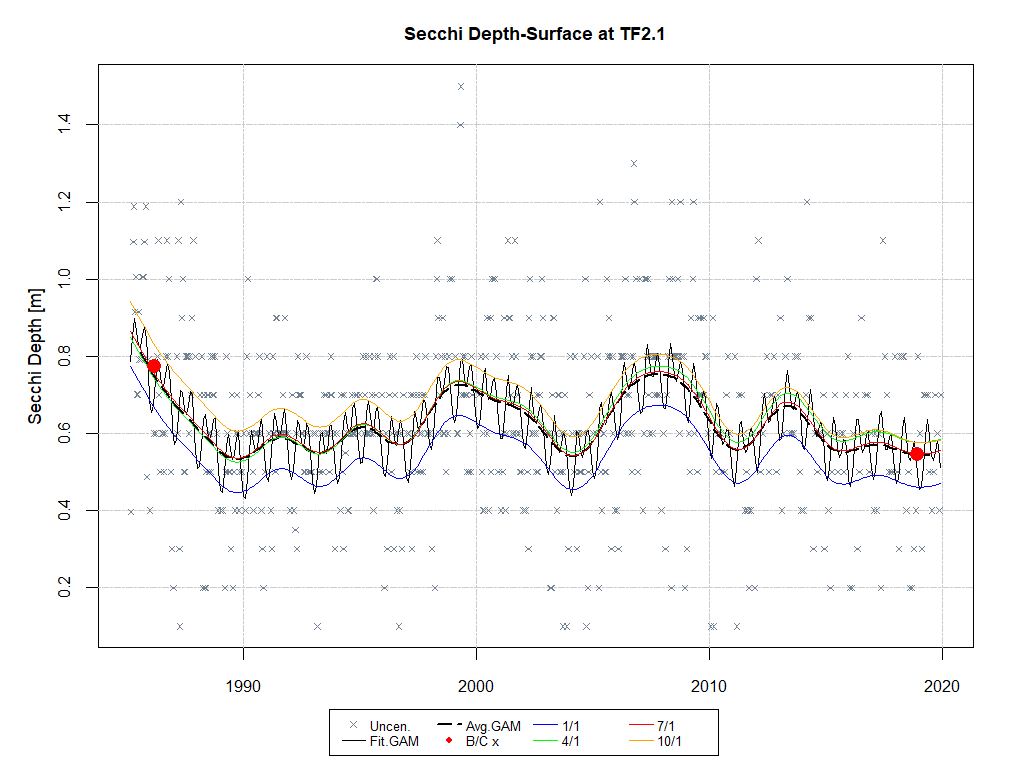 Secchi Depth-Surface at TF2.1
Secchi Depth [m]
1.4
1.2
1.0
0.8
0.6
0.4
0.2
1990 2000 2010 2020
Uncen. Avg.GAM 1/1 7/1
Fit.GAM B/C x 4/1 10/1